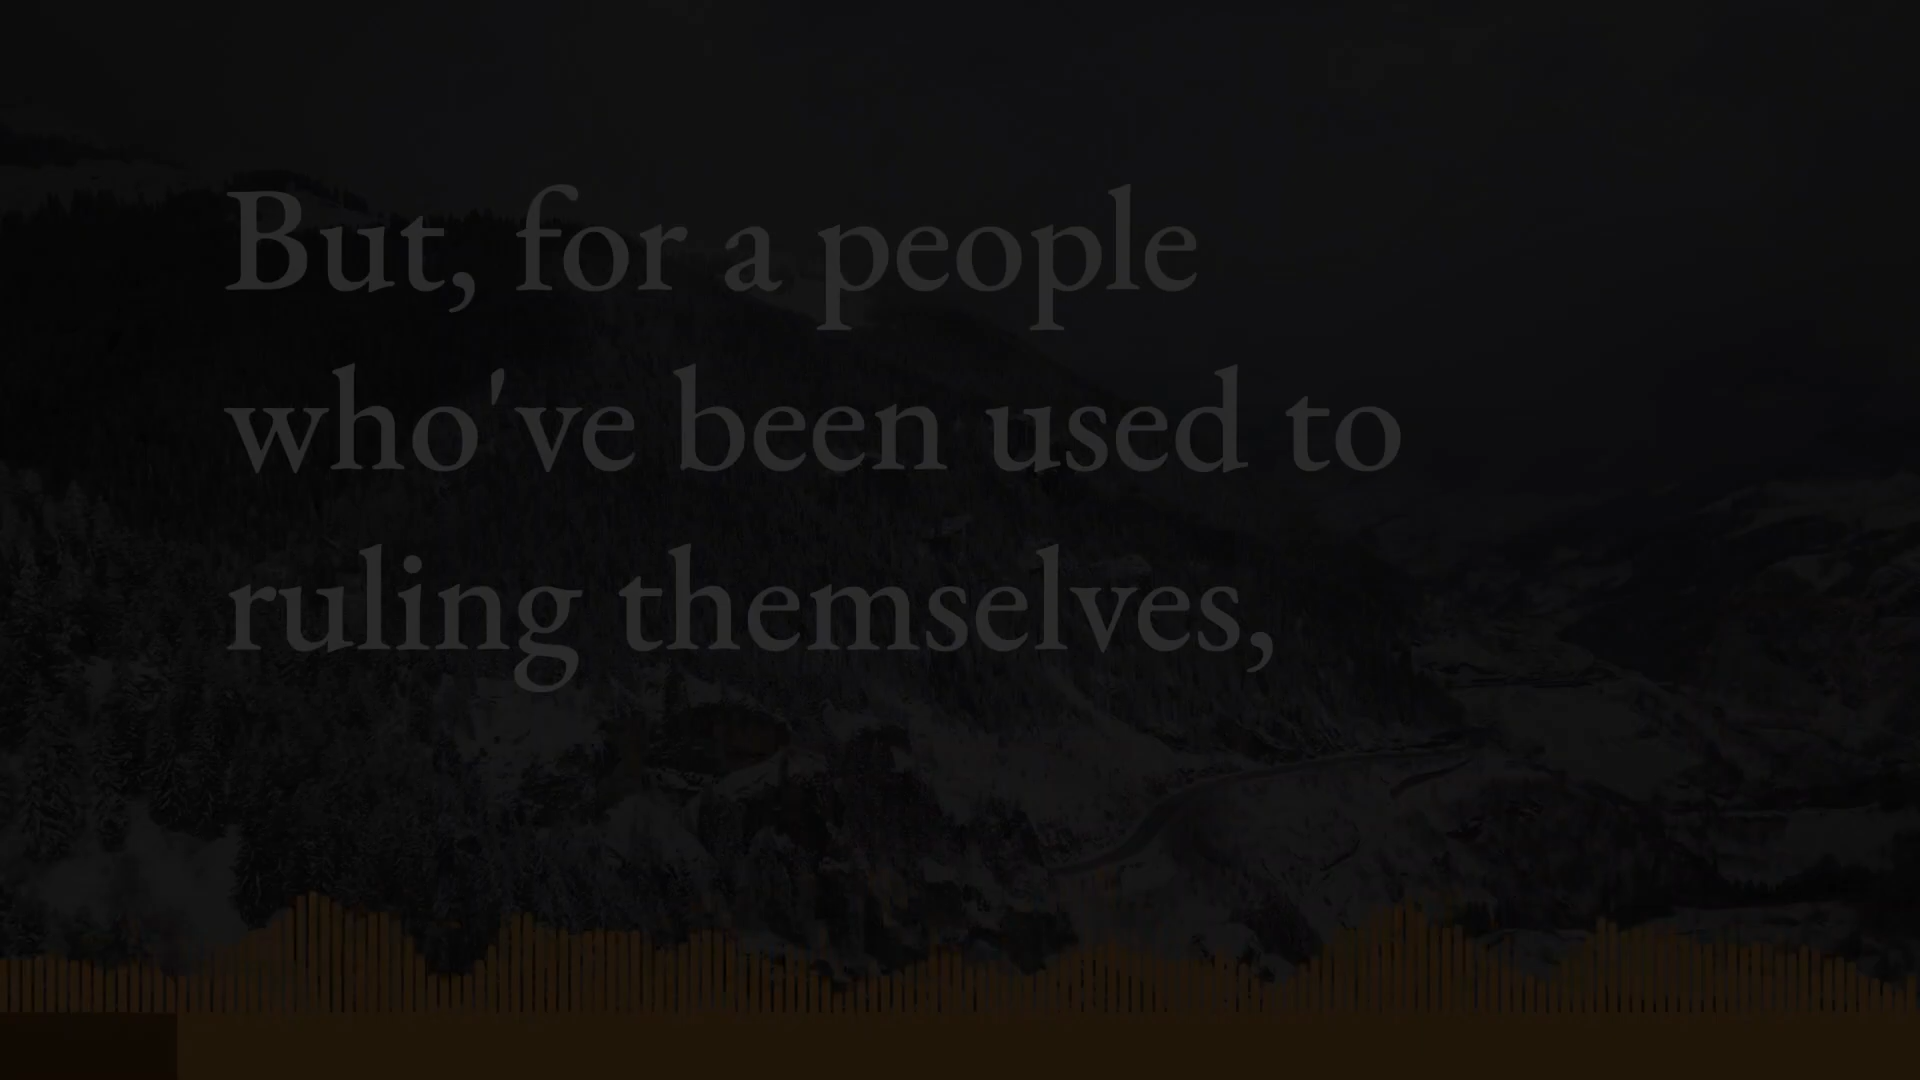 But, for a people
who've been used to
ruling themselves,